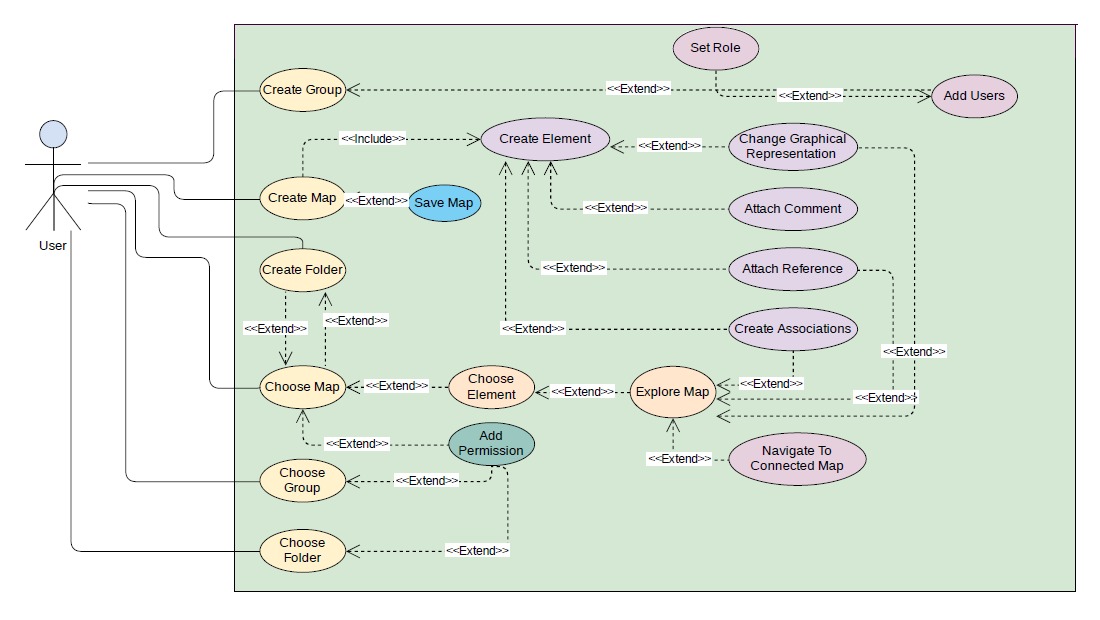 Set Role
Create Group
<<Extend>>
<<Extend>>
Add Users
<<Include>>
Create Element
<<Extend>>
Change Graphical
Representation
Create Map
<<Extend>>
Save Map
<<Extend>>
Attach Comment
User
Create Folder
<<Extend>>
Attach Reference
<<Extend>>
<<Extend>>
<<Extend>>
Create Associations
<<Extend>>
Choose Map
<<Extend>>
Choose
Element
<<Extend>>
Explore Map
<<Extend>>
<<Extend>>
<<Extend>>
Add
Permission
<<Extend>>
Navigate To
Connected Map
Choose
Group
<<Extend>>
Choose
Folder
<<Extend>>